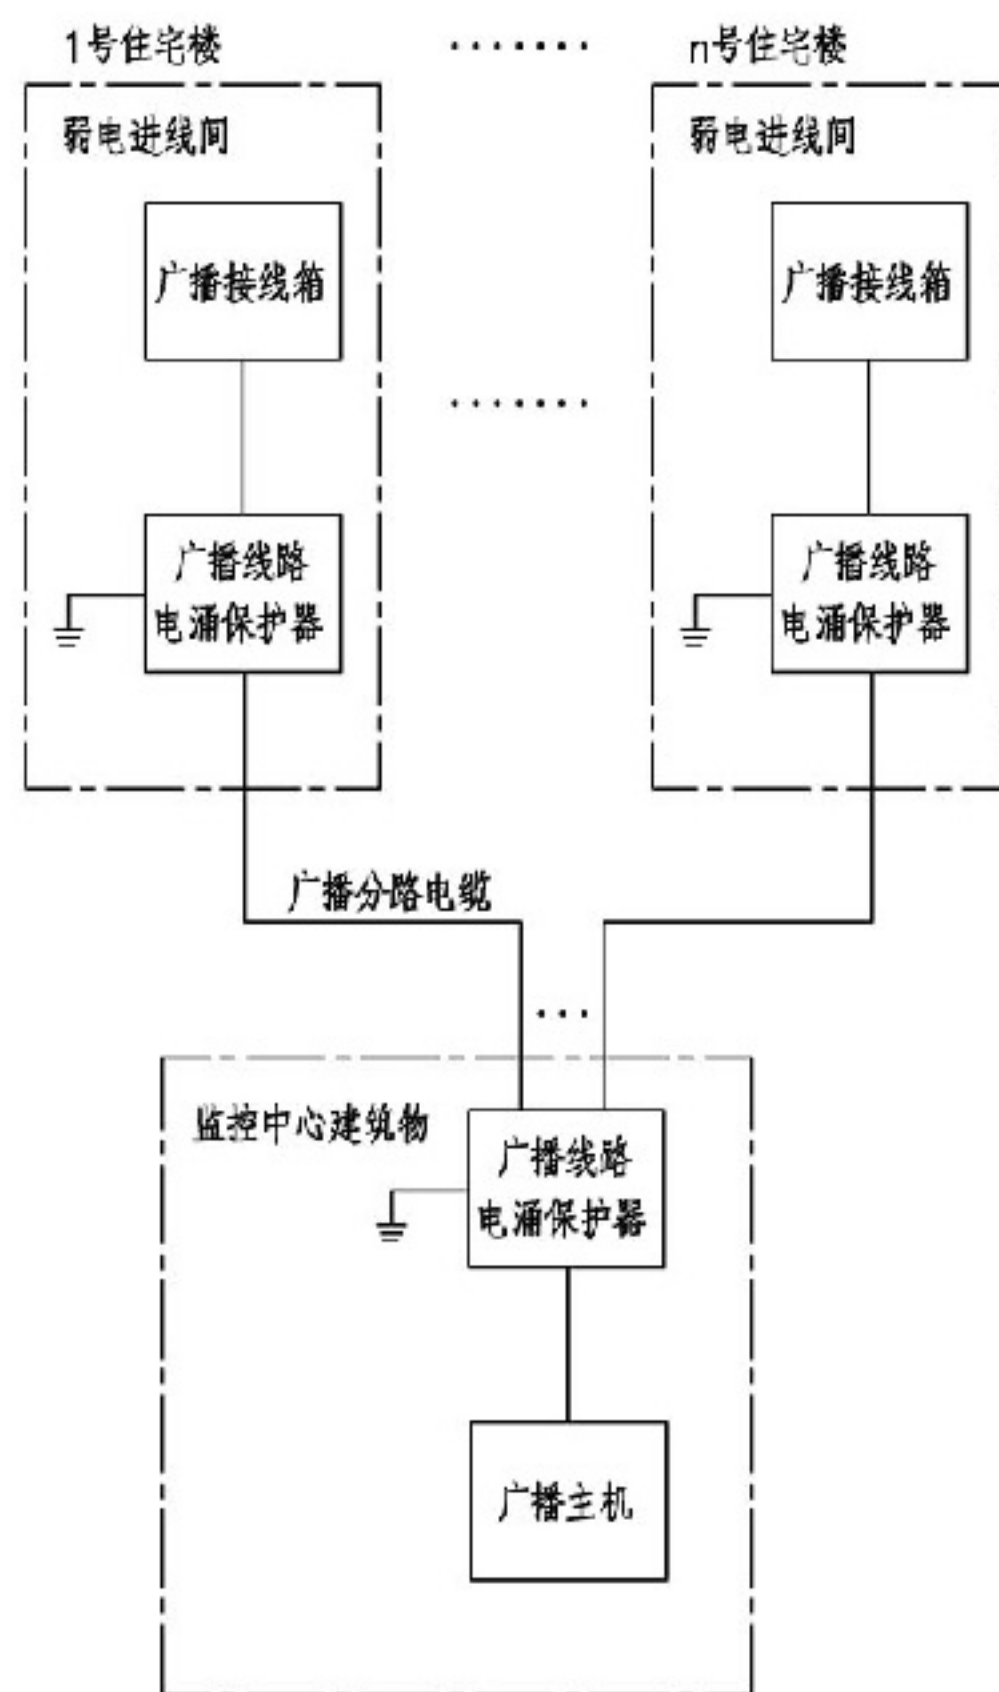 1号住宅楼
n号住宅楼
弱电进线间
弱电进线间
广播接线箱
广播接线箱
广播线路
电涌保护器
广播线路
电涌保护器
广播分路电缆
监控中心建筑物
广播线路
电涌保护器
广播主机